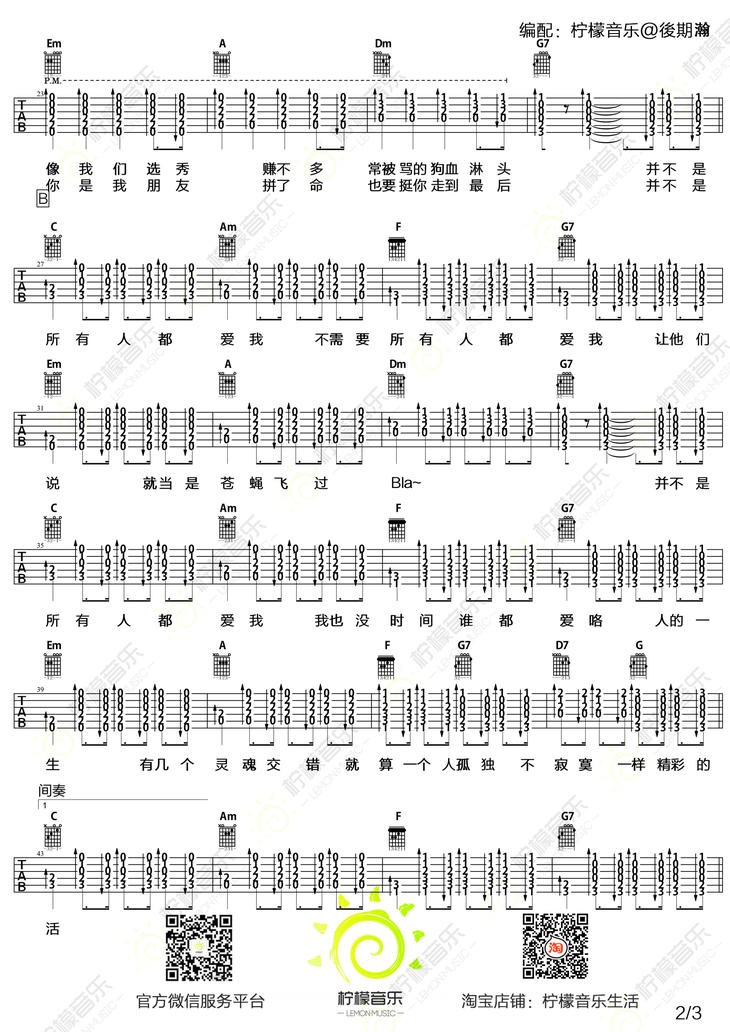 编配：柠檬音乐@後期瀚
Em A Dm G7
P.M.
TAB
23
像 我 们 选 秀 赚不 多 常被 骂的 狗血 淋 头 并 不 是
你 是 我 朋 友 拼了 命 也要 挺你 走到 最 后 并 不 是
B
C Am F G7
27
TAB
所 有 人 都 爱 我 不需 要 所 有 人 都 爱 我 让他 们
Em A Dm G7
31
TAB
说 就 当 是 苍 蝇 飞 过 Bla~ 并 不 是
C Am F G7
35
TAB
所 有 人 都 爱 我 我也 没 时 间 谁 都 爱 咯 人 的 一
Em A F G7 D7 G
39
TAB
生 有几 个 灵 魂 交 错 就 算 一个 人孤 独 不 寂寞 一样 精彩 的
间奏
1
C Am F G7
43
TAB
活
官方微信服务平台
柠檬音乐
—LEMON·MUSIC—
淘
淘宝店铺：柠檬音乐生活
2/3